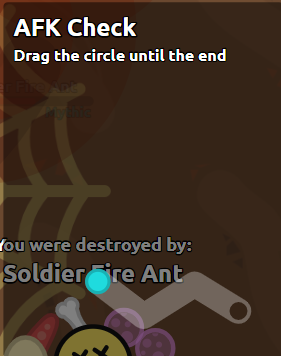 AFK Check
Drag the circle until the end
You were destroyed by:
Soldier Fire Ant